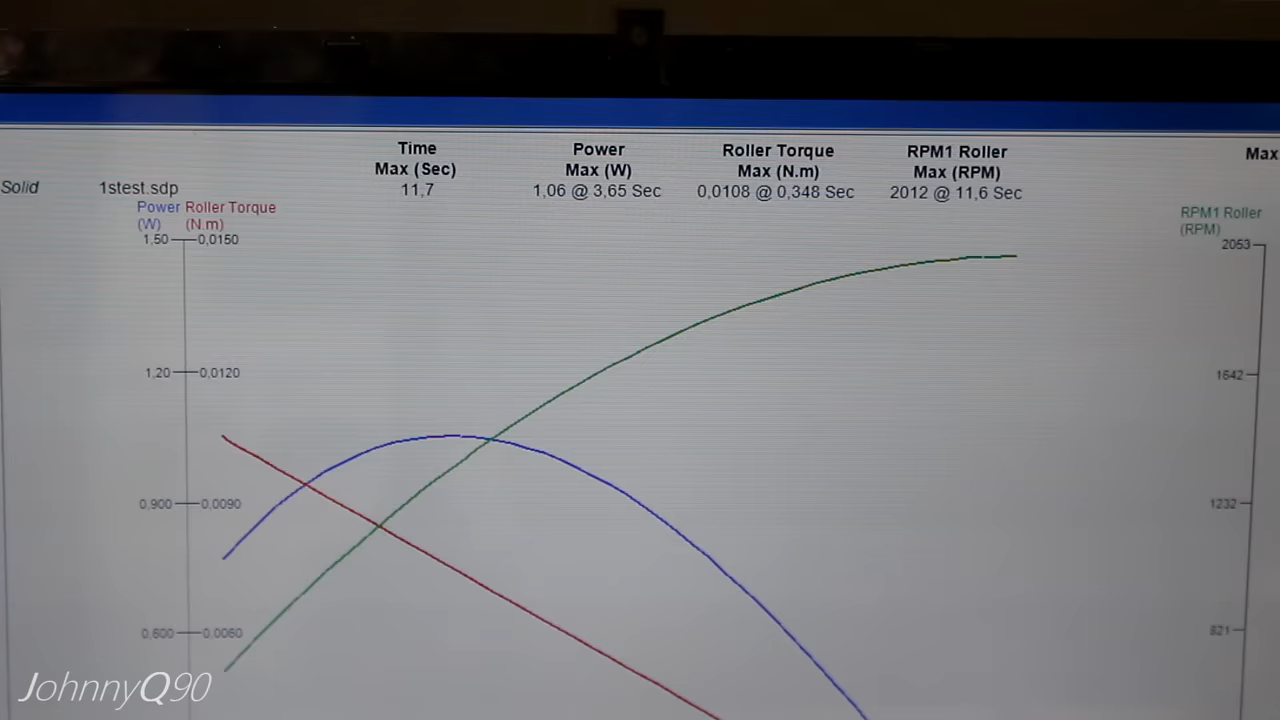 Time
Max (Sec)
11,7
Power
Max (W)
1,06 @ 3,65 Sec
Roller Torque
Max (N.m)
0,0108 @ 0,348 Sec
RPM1 Roller
Max (RPM)
2012 @ 11,6 Sec
Max
Solid
1stest.sdp
Power Roller Torque
(W) (N.m)
RPM1 Roller
(RPM)
1,50 0,0150
2053
1,20 0,0120
1642
0,900 0,0090
1232
0,600 0,0060
821
JohnnyQ90